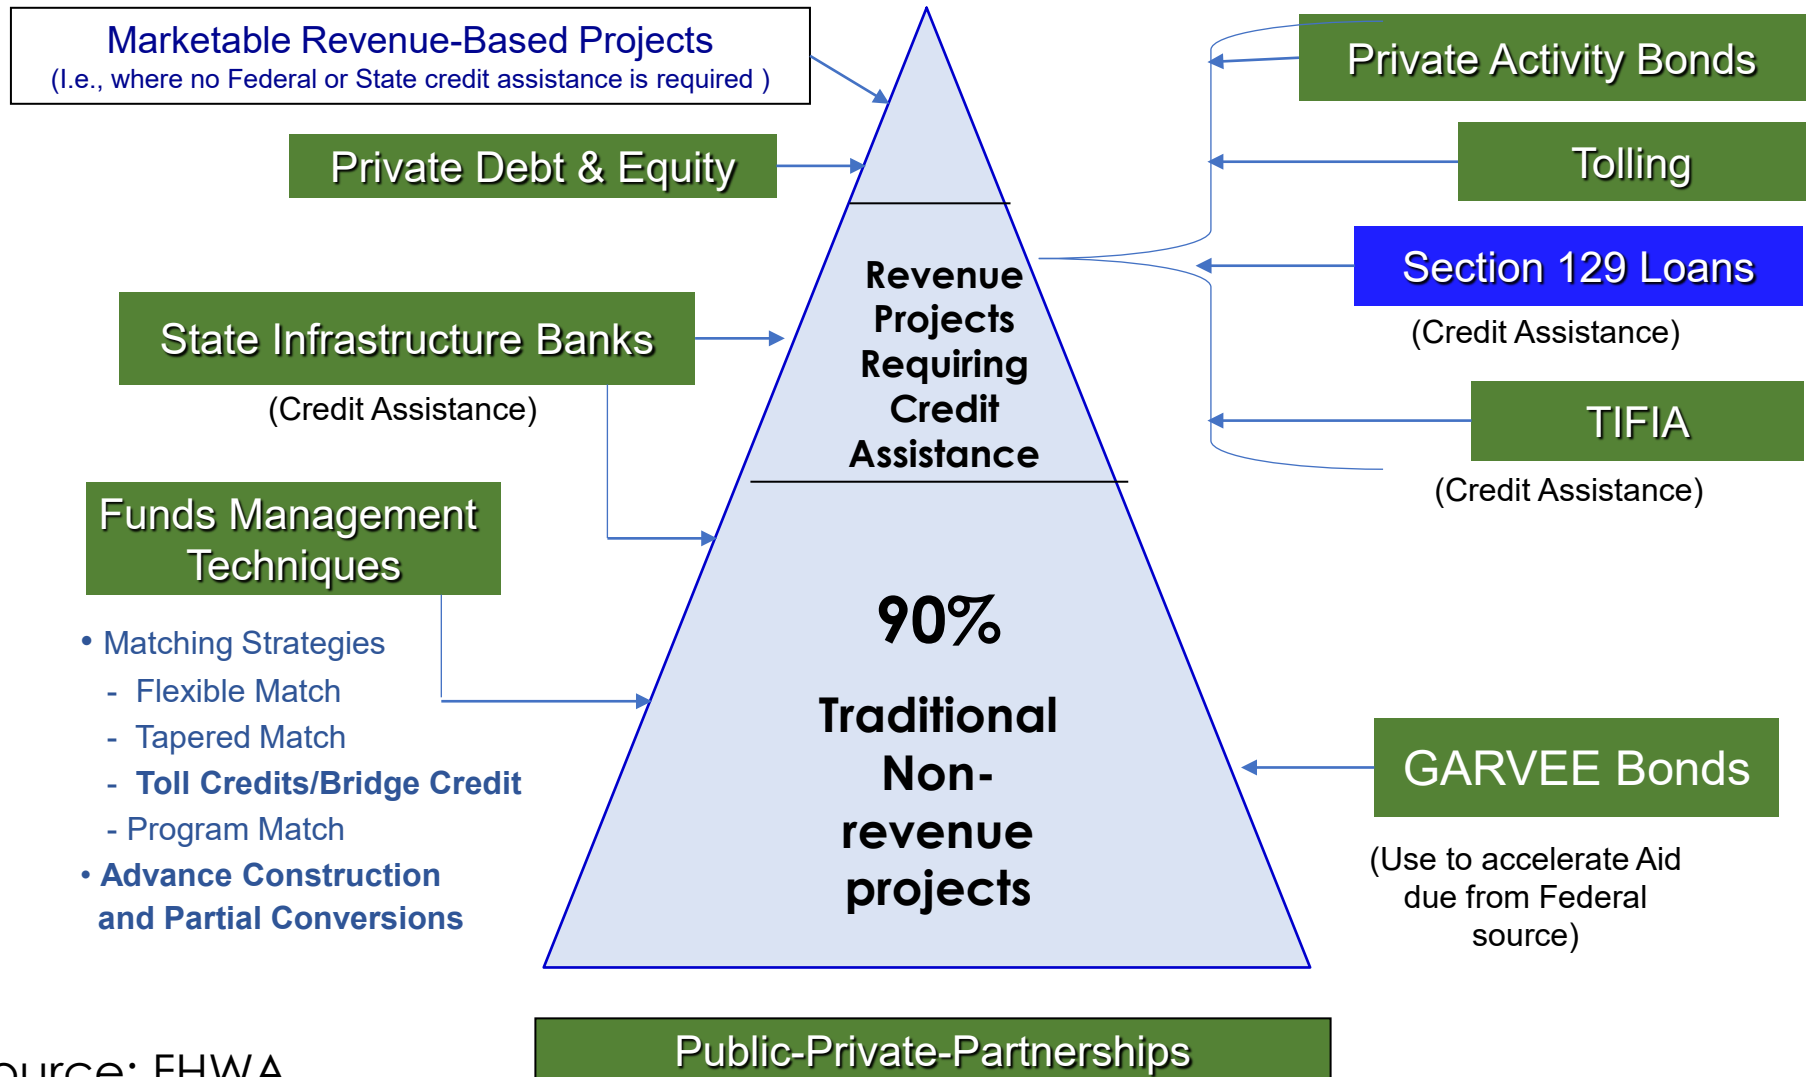 Marketable Revenue-Based Projects
(I.e., where no Federal or State credit assistance is required )
Private Debt & Equity
State Infrastructure Banks
(Credit Assistance)
Funds Management
Techniques
• Matching Strategies
- Flexible Match
- Tapered Match
- Toll Credits/Bridge Credit
- Program Match
• Advance Construction
and Partial Conversions
Revenue
Projects
Requiring
Credit
Assistance
90%
Traditional
Non-
revenue
projects
Private Activity Bonds
Tolling
Section 129 Loans
(Credit Assistance)
TIFIA
(Credit Assistance)
GARVEE Bonds
(Use to accelerate Aid
due from Federal
source)
Public-Private-Partnerships
ource: FHWA